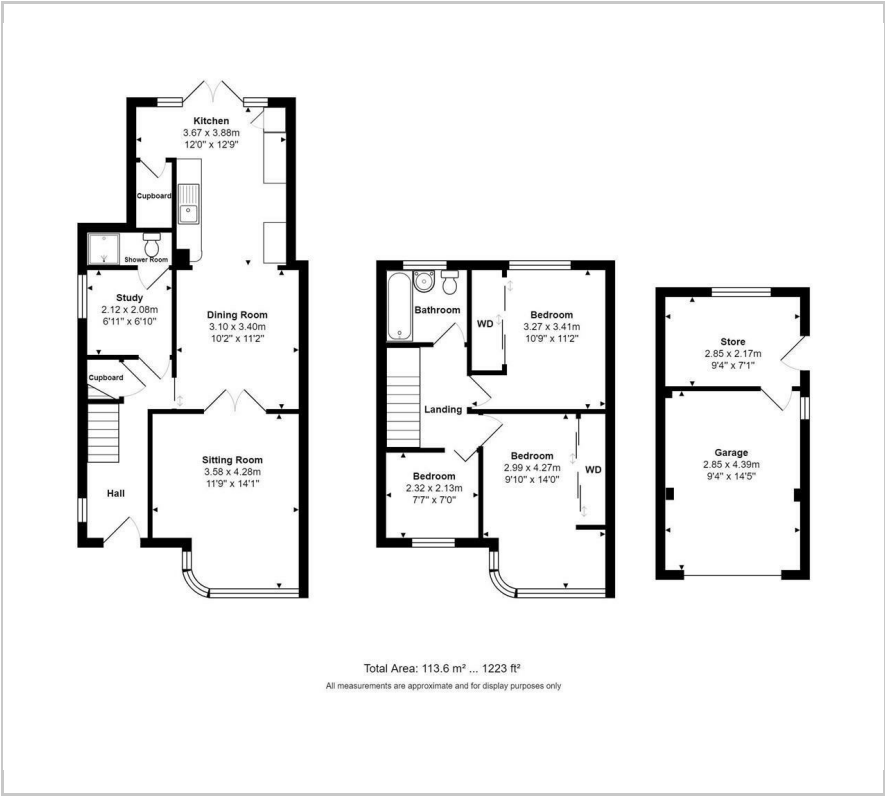 Kitchen
3.67 x 3.88m
12'0" x 12'9"
Cupboard
Shower Room
Study
2.12 x 2.08m
6'11" x 6'10"
Dining Room
3.10 x 3.40m
10'2" x 11'2"
Cupboard
Sitting Room
3.58 x 4.28m
11'9" x 14'1"
Hall
Bathroom
WD
Bedroom
3.27 x 3.41m
10'9" x 11'2"
Landing
Bedroom
2.32 x 2.13m
7'7" x 7'0"
Bedroom
2.99 x 4.27m
9'10" x 14'0"
WD
Store
2.85 x 2.17m
9'4" x 7'1"
Garage
2.85 x 4.39m
9'4" x 14'5"
Total Area: 113.6 m² ... 1223 ft²
All measurements are approximate and for display purposes only